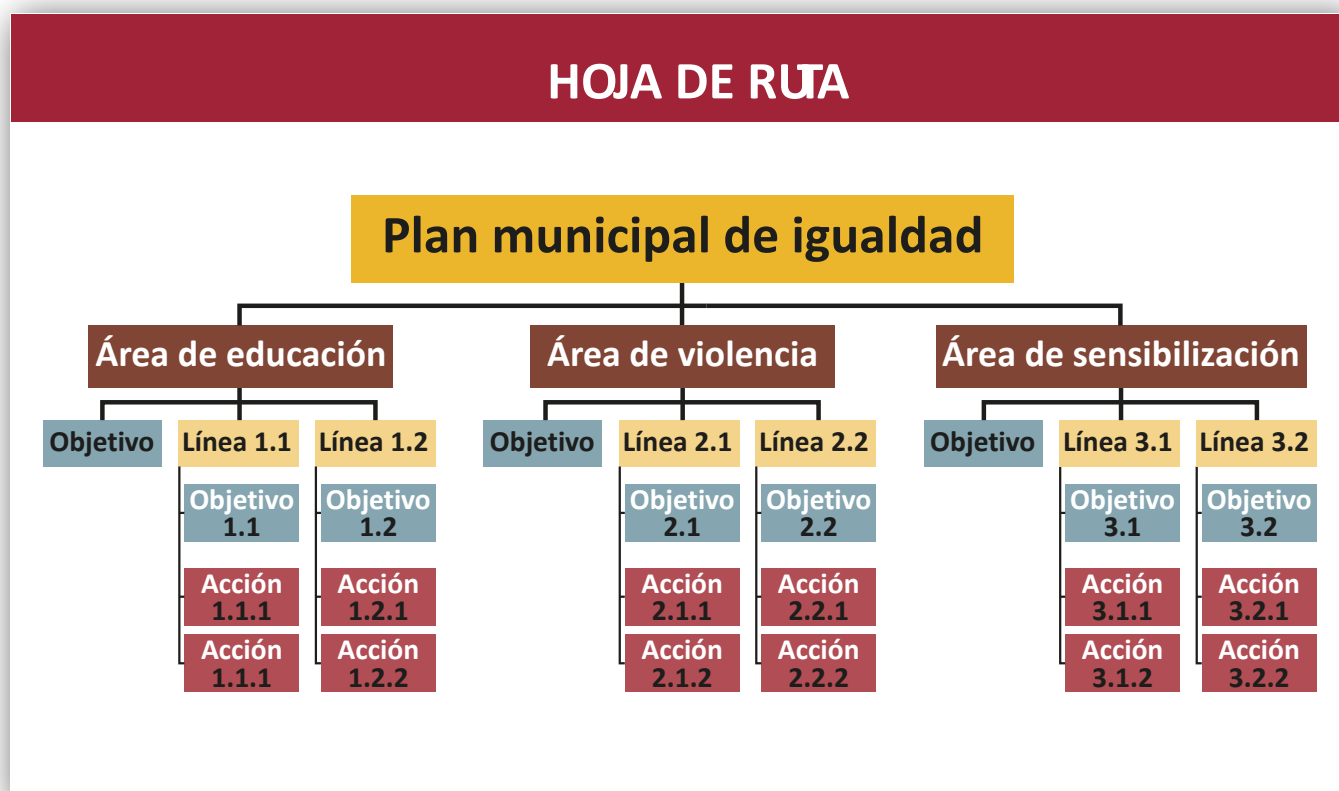 HOJA DE RUTA
Plan municipal de igualdad
Área de educación
Área de violencia
Área de sensibilización
Objetivo
Línea 1.1
Línea 1.2
Objetivo
Línea 2.1
Línea 2.2
Objetivo
Línea 3.1
Línea 3.2
Objetivo
1.1
Objetivo
1.2
Objetivo
2.1
Objetivo
2.2
Objetivo
3.1
Objetivo
3.2
Acción
1.1.1
Acción
1.2.1
Acción
2.1.1
Acción
2.2.1
Acción
3.1.1
Acción
3.2.1
Acción
1.1.1
Acción
1.2.2
Acción
2.1.2
Acción
2.2.2
Acción
3.1.2
Acción
3.2.2